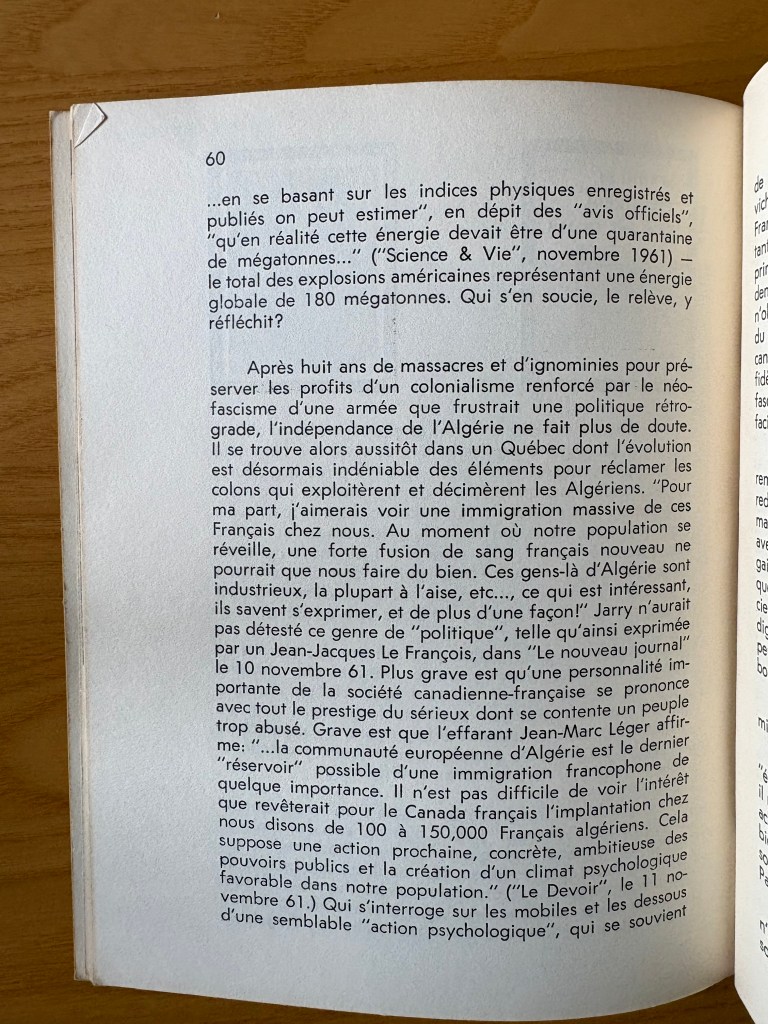 60
...en se basant sur les indices physiques enregistrés et
publiés on peut estimer", en dépit des "avis officiels",
"qu'en réalité cette énergie devait être d'une quarantaine
de mégatonnes..." ("Science & Vie", novembre 1961) —
le total des explosions américaines représentant une énergie
globale de 180 mégatonnes. Qui s'en soucie, le relève, y
réfléchit?
Après huit ans de massacres et d'ignominies pour pré-
server les profits d'un colonialisme renforcé par le néo-
fascisme d'une armée que frustrait une politique rétro-
grade, l'indépendance de l'Algérie ne fait plus de doute.
Il se trouve alors aussitôt dans un Québec dont l'évolution
est désormais indéniable des éléments pour réclamer les
colons qui exploitèrent et décimèrent les Algériens. "Pour
ma part, j'aimerais voir une immigration massive de ces
Français chez nous. Au moment où notre population se
réveille, une forte fusion de sang français nouveau ne
pourrait que nous faire du bien. Ces gens-là d'Algérie sont
industrieux, la plupart à l'aise, etc..., ce qui est intéressant,
ils savent s'exprimer, et de plus d'une façon!" Jarry n'aurait
pas détesté ce genre de "politique", telle qu'ainsi exprimée
par un Jean-Jacques Le François, dans "Le nouveau journal"
le 10 novembre 61. Plus grave est qu'une personnalité im-
portante de la société canadienne-française se prononce
avec tout le prestige du sérieux dont se contente un peuple
trop abusé. Grave est que l'effarant Jean-Marc Léger affir-
me: "...la communauté européenne d'Algérie est le dernier
"réservoir" possible d'une immigration francophone de
quelque importance. Il n'est pas difficile de voir l'intérêt
que revêterait pour le Canada français l'implantation chez
nous disons de 100 à 150,000 Français algériens. Cela
suppose une action prochaine, concrète, ambitieuse des
pouvoirs publics et la création d'un climat psychologique
favorable dans notre population." ("Le Devoir", le 11 no-
vembre 61.) Qui s'interroge sur les mobiles et les dessous
d'une semblable "action psychologique", qui se souvient